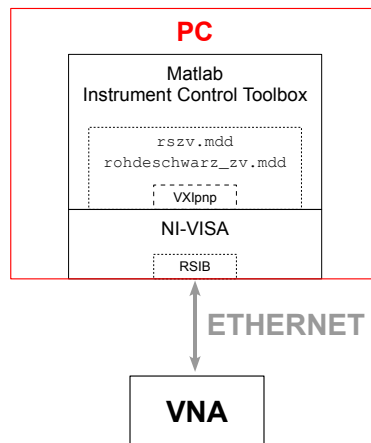 PC
Matlab
Instrument Control Toolbox
rszv.mdd
rohdeschwarz_zv.mdd
VXIpnp
NI-VISA
RSIB
ETHERNET
VNA